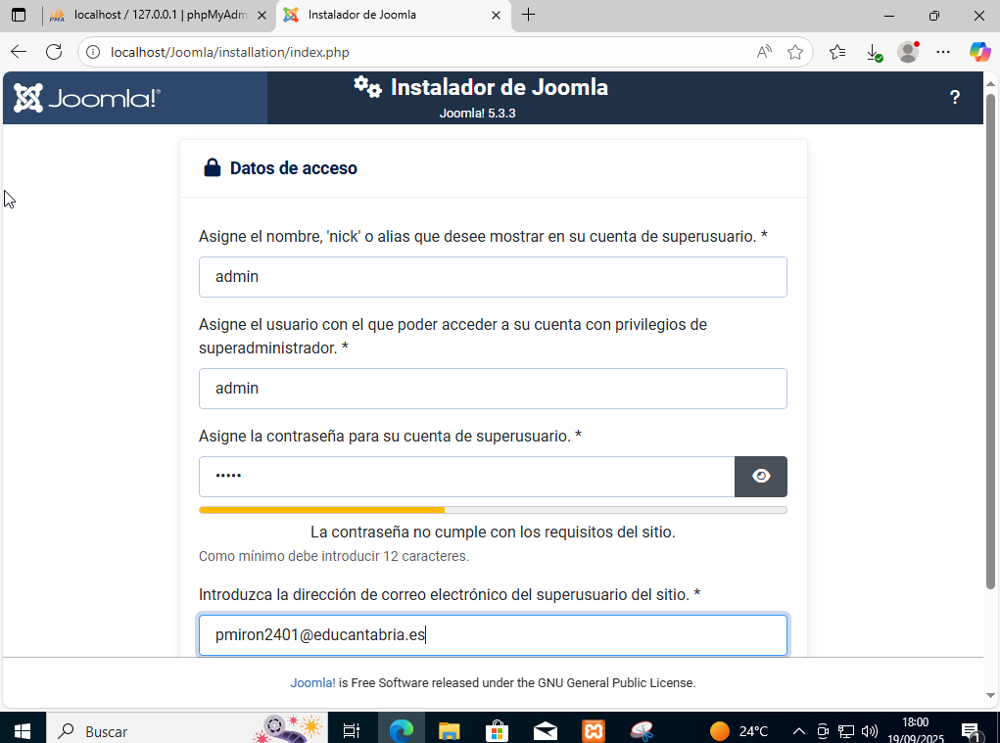 localhost / 127.0.0.1 | phpMyAdm
Instalador de Joomla
localhost/Joomla/installation/index.php
Joomla!®
Instalador de Joomla
Joomla! 5.3.3
?
Datos de acceso
Asigne el nombre, 'nick' o alias que desee mostrar en su cuenta de superusuario. *
admin
Asigne el usuario con el que poder acceder a su cuenta con privilegios de
superadministrador. *
admin
Asigne la contraseña para su cuenta de superusuario. *
•••••
La contraseña no cumple con los requisitos del sitio.
Como mínimo debe introducir 12 caracteres.
Introduzca la dirección de correo electrónico del superusuario del sitio. *
pmiron2401@educantabria.es
Joomla! is Free Software released under the GNU General Public License.
Buscar
24°C
18:00
19/09/2025
1